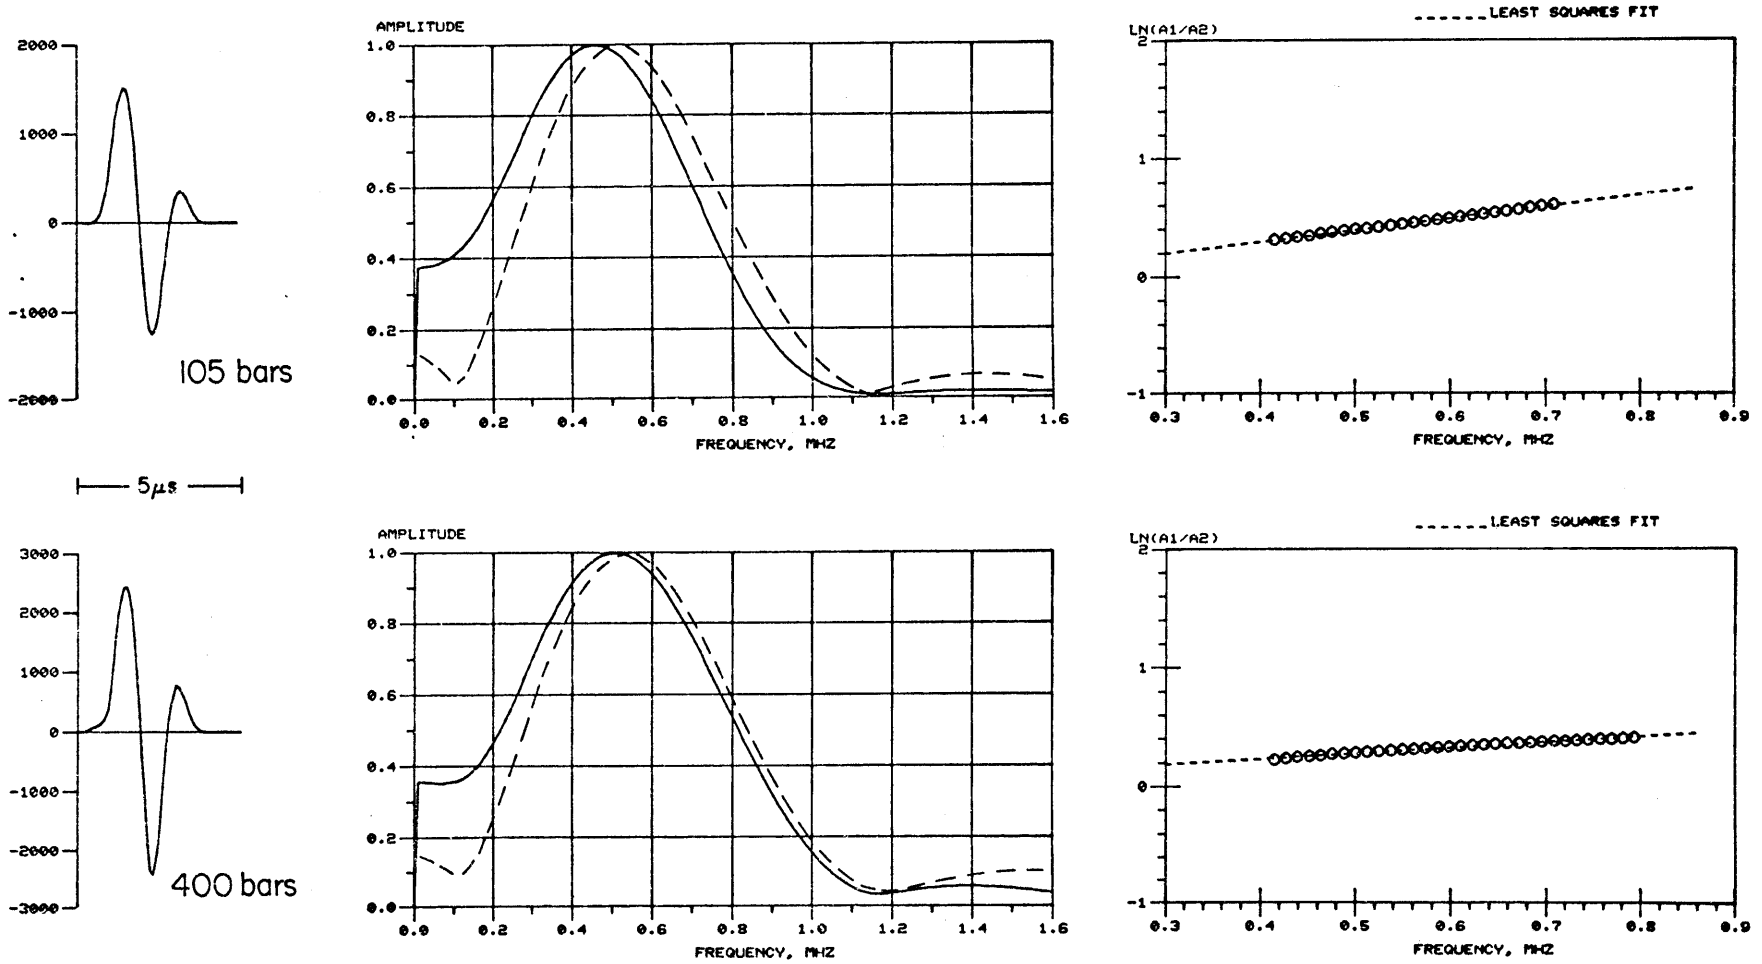 LEAST SQUARES FIT
AMPLITUDE
LN(A1/A2)
2000
1000
0
-1000
-2000
105 bars
1.0
0.8
0.6
0.4
0.2
0.0
0.0 0.2 0.4 0.6 0.8 1.0 1.2 1.4 1.6
FREQUENCY, MHZ
2
1
0
-1
0.3 0.4 0.5 0.6 0.7 0.8 0.9
FREQUENCY, MHZ
5μs
LEAST SQUARES FIT
AMPLITUDE
LN(A1/A2)
3000
2000
1000
0
-1000
-2000
-3000
400 bars
1.0
0.8
0.6
0.4
0.2
0.0
0.0 0.2 0.4 0.6 0.8 1.0 1.2 1.4 1.6
FREQUENCY, MHZ
2
1
0
-1
0.3 0.4 0.5 0.6 0.7 0.8 0.9
FREQUENCY, MHZ